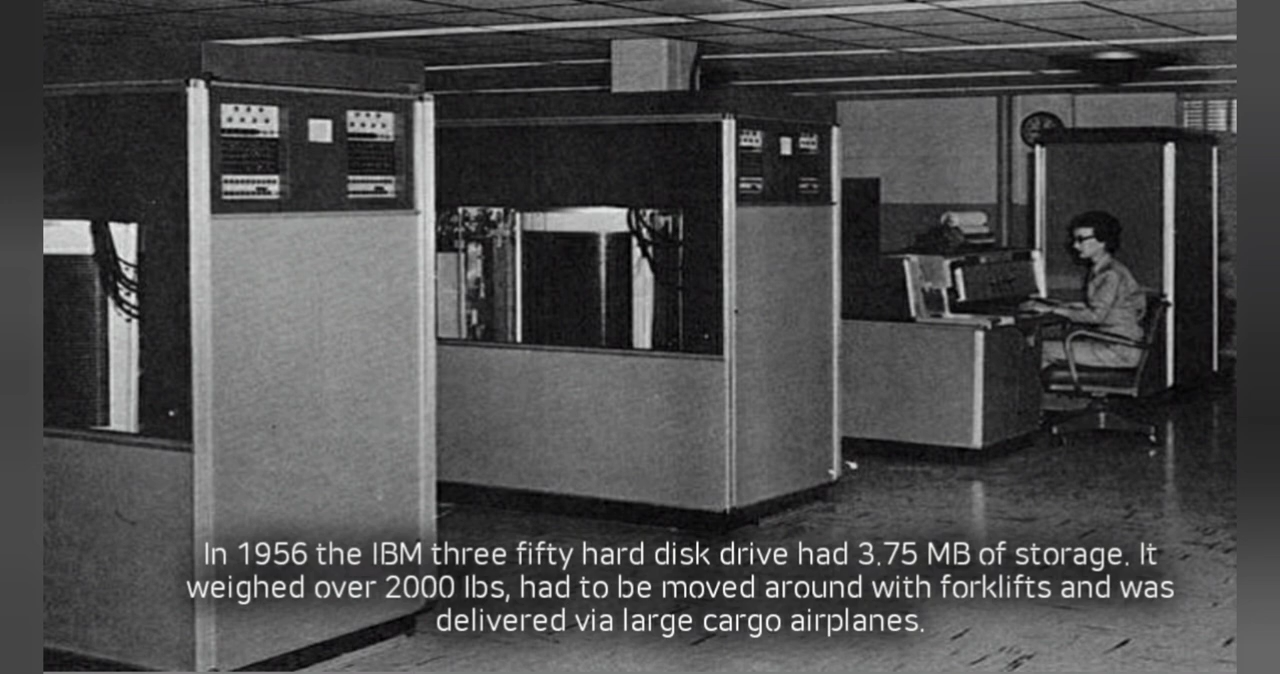 In 1956 the IBM three fifty hard disk drive had 3.75 MB of storage. It
weighed over 2000 lbs, had to be moved around with forklifts and was
delivered via large cargo airplanes.